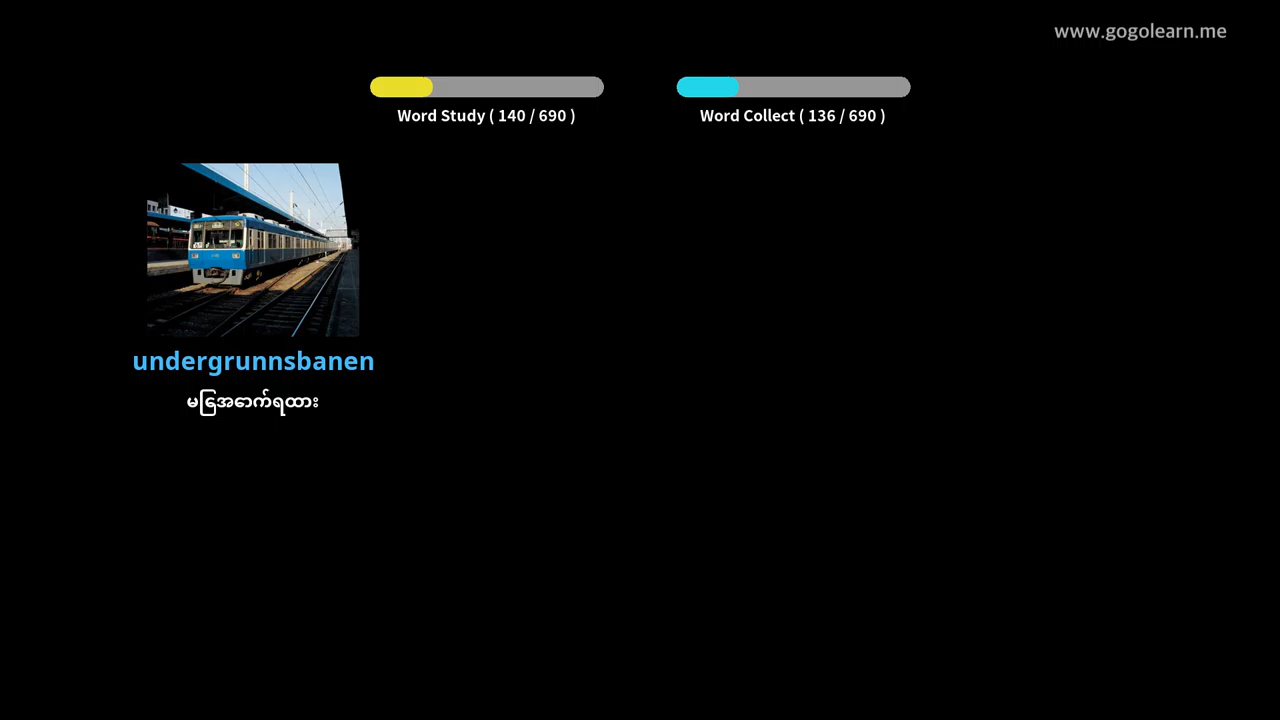 www.gogolearn.me
Word Study ( 140 / 690 )
Word Collect ( 136 / 690 )
undergrunnsbanen
မြေအောက်ရထား